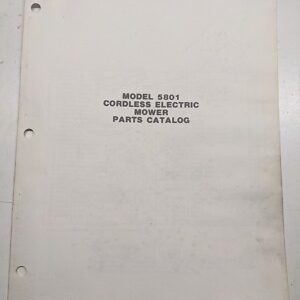 MODEL 5801
CORDLESS ELECTRIC
MOWER
PARTS CATALOG